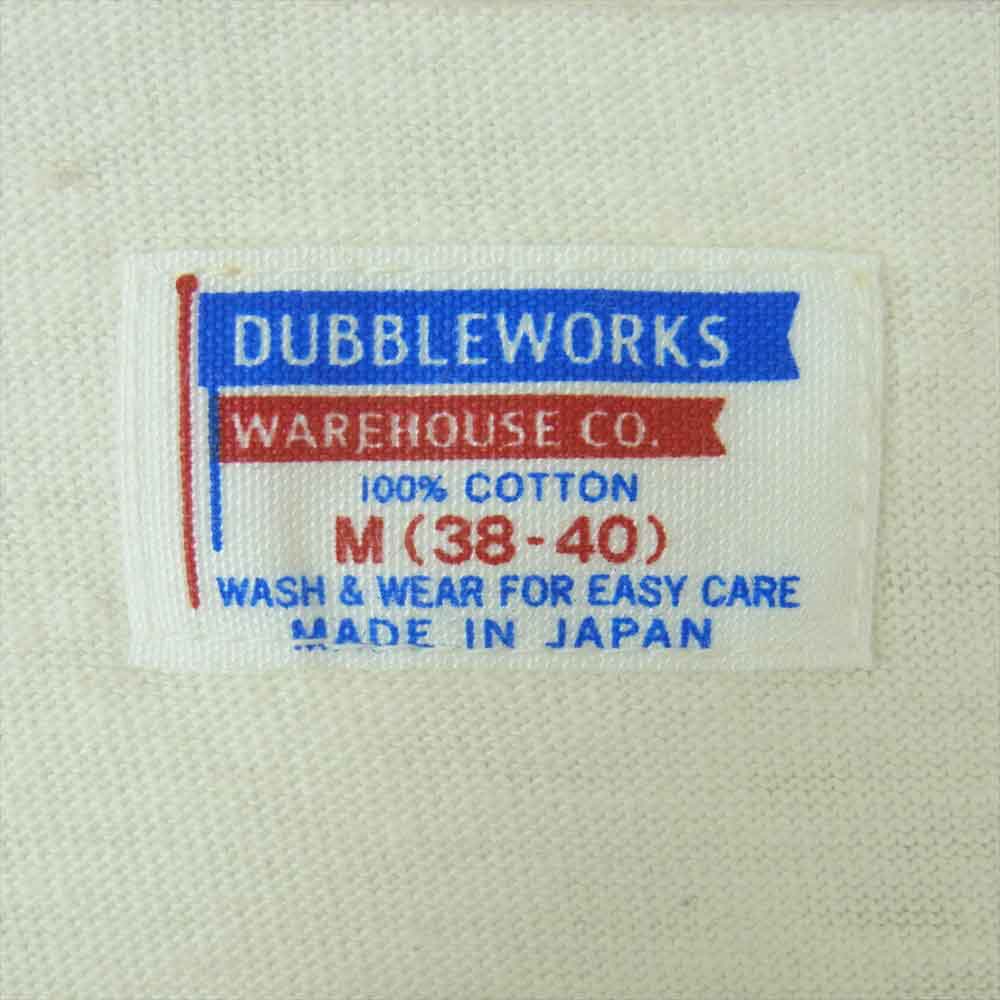 DUBBLEWORKS
WAREHOUSE CO.
100% COTTON
M (38-40)
WASH & WEAR FOR EASY CARE
MADE IN JAPAN